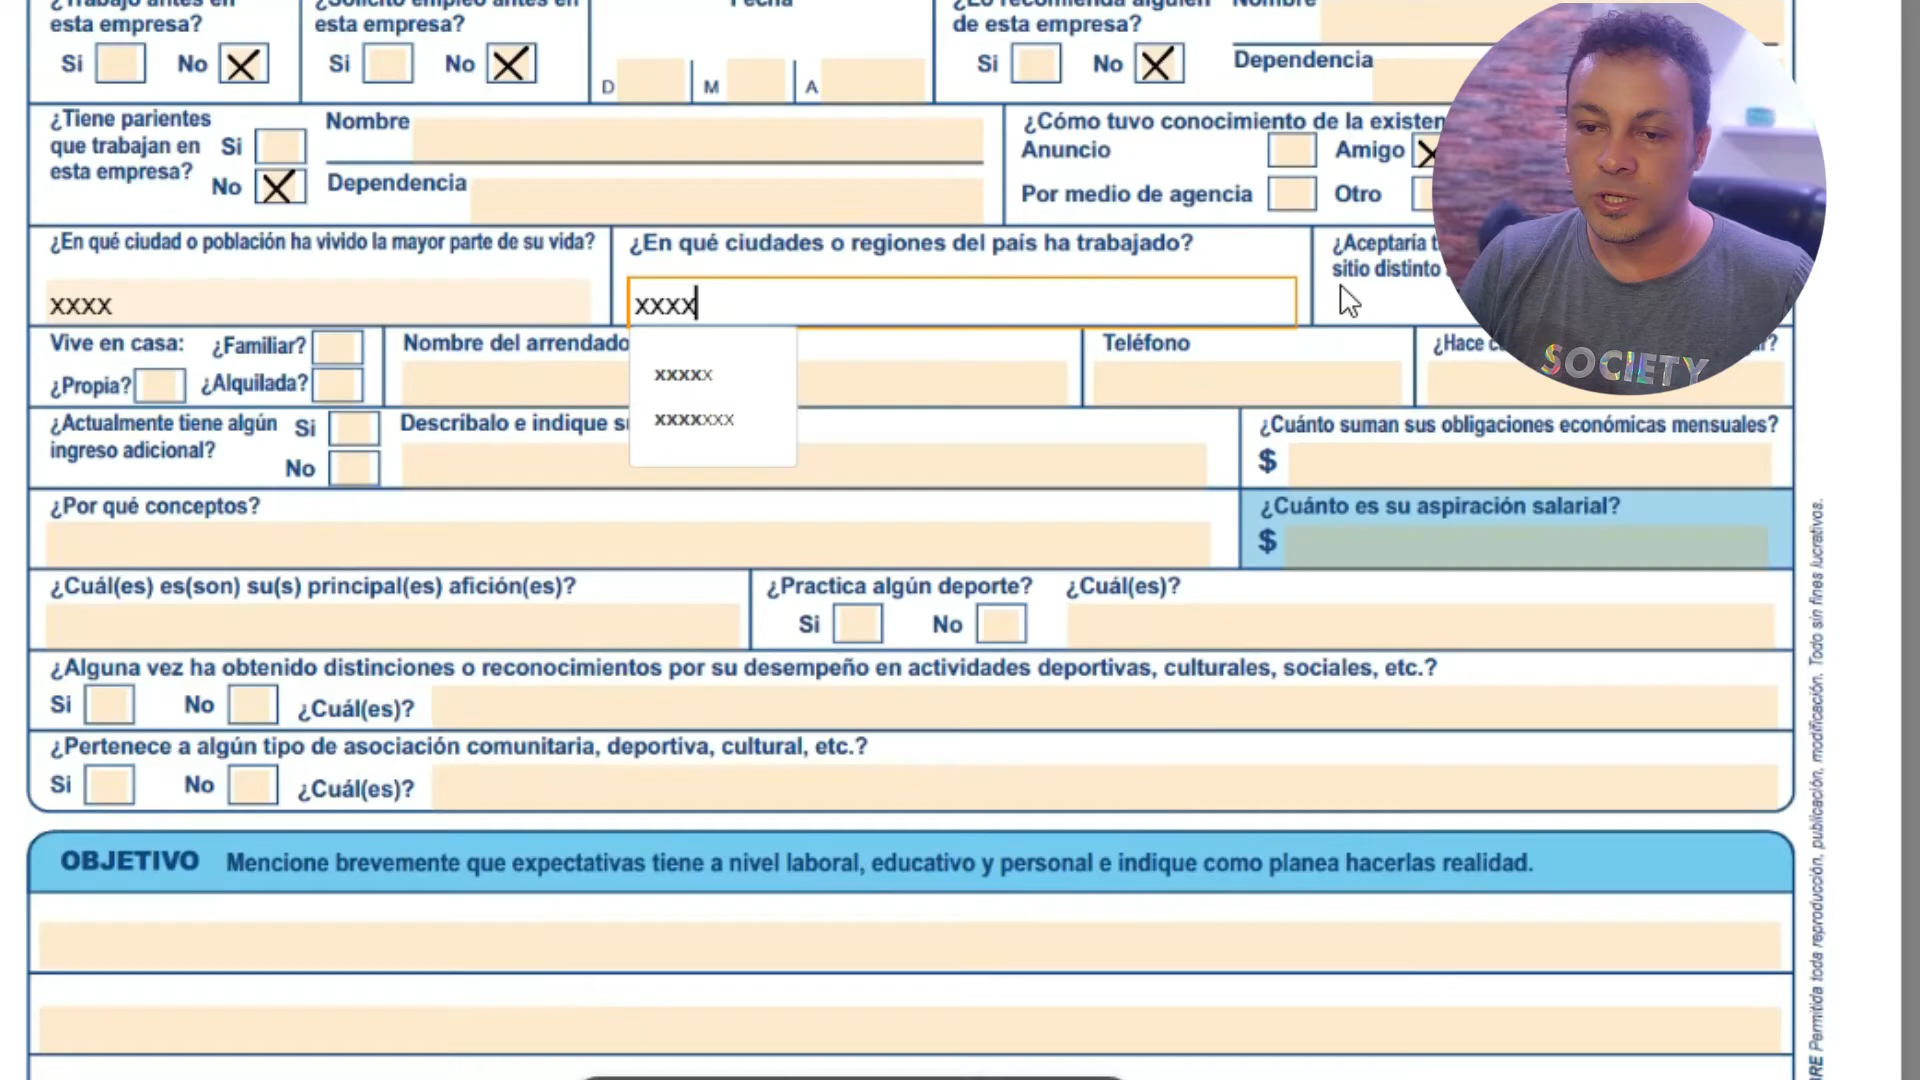 esta empresa?
Si No X
esta empresa?
Si No X
Fecha
D M A
de esta empresa?
Si No X
Nombre
Dependencia
¿Tiene parientes
que trabajan en
esta empresa?
Si
No X
Nombre
Dependencia
¿Cómo tuvo conocimiento de la
Anuncio Amigo X
Por medio de agencia Otro
¿En qué ciudad o población ha vivido la mayor parte de su vida?
xxxx
¿En qué ciudades o regiones del país ha trabajado?
xxxx
xxxxx
xxxxxxx
¿Aceptaría
sitio distinto
Vive en casa: ¿Familiar?
¿Propia? ¿Alquilada?
Nombre del
Teléfono
¿Hace
¿Actualmente tiene algún
ingreso adicional?
Si
No
Descríbalo e indique
¿Cuánto suman sus obligaciones económicas mensuales?
$
¿Por qué conceptos?
¿Cuánto es su aspiración salarial?
$
¿Cuál(es) es(son) su(s) principal(es) afición(es)?
¿Practica algún deporte? ¿Cuál(es)?
Si No
¿Alguna vez ha obtenido distinciones o reconocimientos por su desempeño en actividades deportivas, culturales, sociales, etc.?
Si No ¿Cuál(es)?
¿Pertenece a algún tipo de asociación comunitaria, deportiva, cultural, etc.?
Si No ¿Cuál(es)?
OBJETIVO Mencione brevemente que expectativas tiene a nivel laboral, educativo y personal e indique como planea hacerlas realidad.
Permitida toda reproducción, publicación, modificación. Todo sin fines lucrativos.
SOCIETY